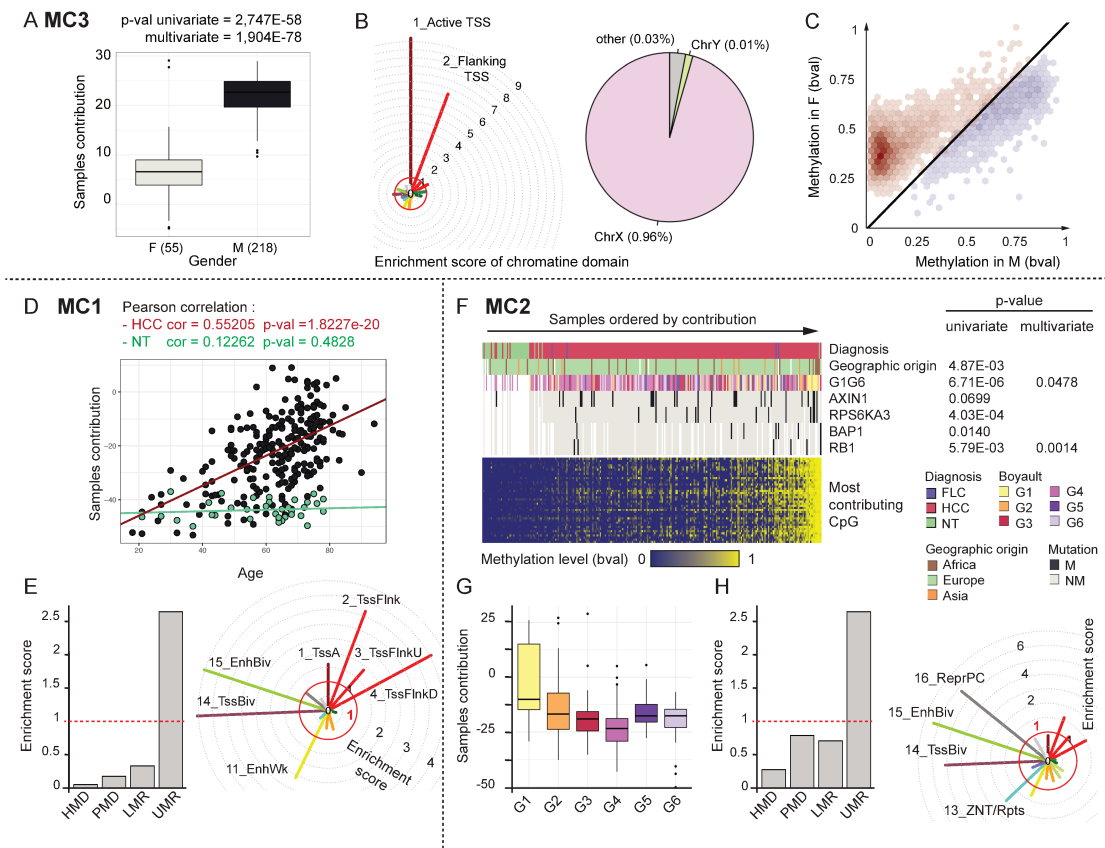 A MC3
p-val univariate = 2,747E-58
multivariate = 1,904E-78
Samples contribution
30
20
10
0
F (55)
M (218)
Gender
B
1_Active TSS
2_Flanking
TSS
9
8
7
6
5
4
3
2
1
0
Enrichment score of chromatine domain
other (0.03%)
ChrY (0.01%)
ChrX (0.96%)
C
Methylation in F (bval)
1
0.75
0.5
0.25
0
0
0.25
0.5
0.75
1
Methylation in M (bval)
D MC1
Pearson correlation :
- HCC cor = 0.55205 p-val =1.8227e-20
- NT cor = 0.12262 p-val = 0.4828
Samples contribution
0
−20
−40
20
40
60
80
Age
E
Enrichment score
2.5
2
1.5
1
0.5
0
HMD
PMD
LMR
UMR
2_TssFlnk
1_TssA
3_TssFlnkU
15_EnhBiv
4_TssFlnkD
14_TssBiv
11_EnhWk
0
1
1
2
3
4
Enrichment
score
F MC2
Samples ordered by contribution
p-value
univariate multivariate
Diagnosis
Geographic origin 4.87E-03
G1G6 6.71E-06 0.0478
AXIN1 0.0699
RPS6KA3 4.03E-04
BAP1 0.0140
RB1 5.79E-03 0.0014
Most
contributing
CpG
Methylation level (bval) 0 1
Diagnosis
FLC
HCC
NT
Boyault
G1
G2
G3
G4
G5
G6
Geographic origin
Africa
Europe
Asia
Mutation
M
NM
G
Samples contribution
25
0
-25
-50
G1
G2
G3
G4
G5
G6
H
Enrichment score
2.5
2
1.5
1
0.5
0
HMD
PMD
LMR
UMR
6
4
2
1
1
0
Enrichment score
16_ReprPC
15_EnhBiv
14_TssBiv
13_ZNT/Rpts